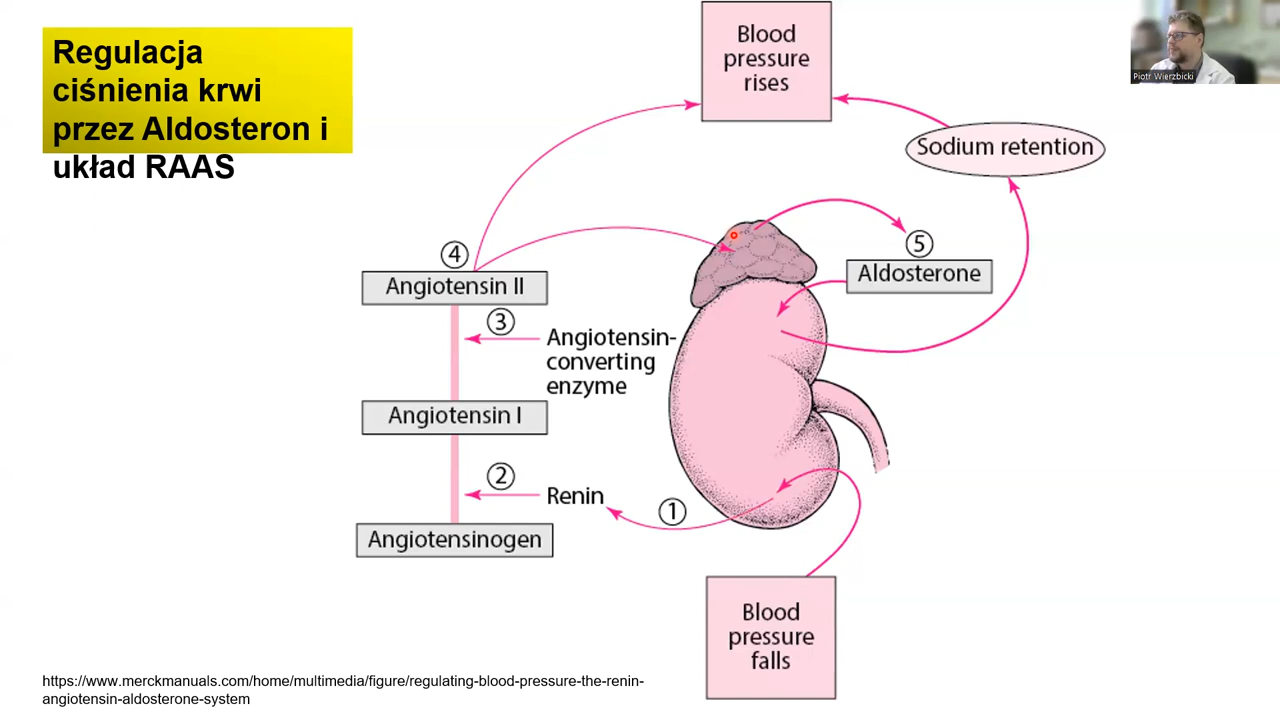 Regulacja
ciśnienia krwi
przez Aldosteron i
układ RAAS
Blood
pressure
rises
Piotr Wierzbicki
Sodium retention
4
5
Angiotensin II
Aldosterone
3
Angiotensin-
converting
enzyme
Angiotensin I
2
Renin
1
Angiotensinogen
Blood
pressure
falls
https://www.merckmanuals.com/home/multimedia/figure/regulating-blood-pressure-the-renin-
angiotensin-aldosterone-system